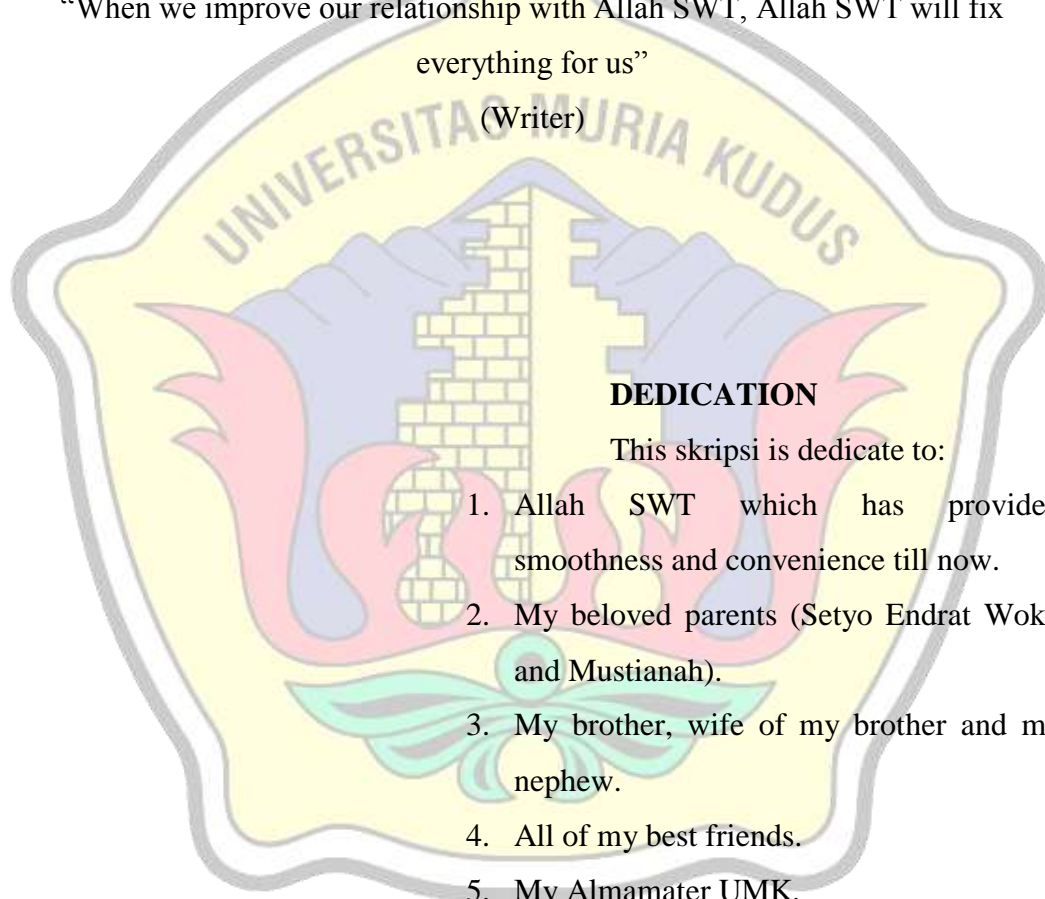 “When we improve our relationship with Allah SWT, Allah SWT will fix
everything for us”
(Writer)
UNIVERSITAS MURIA KUDUS
DEDICATION
This skripsi is dedicate to:
1. Allah SWT which has provide
smoothness and convenience till now.
2. My beloved parents (Setyo Endrat Wok
and Mustianah).
3. My brother, wife of my brother and m
nephew.
4. All of my best friends.
5. My Almamater UMK.